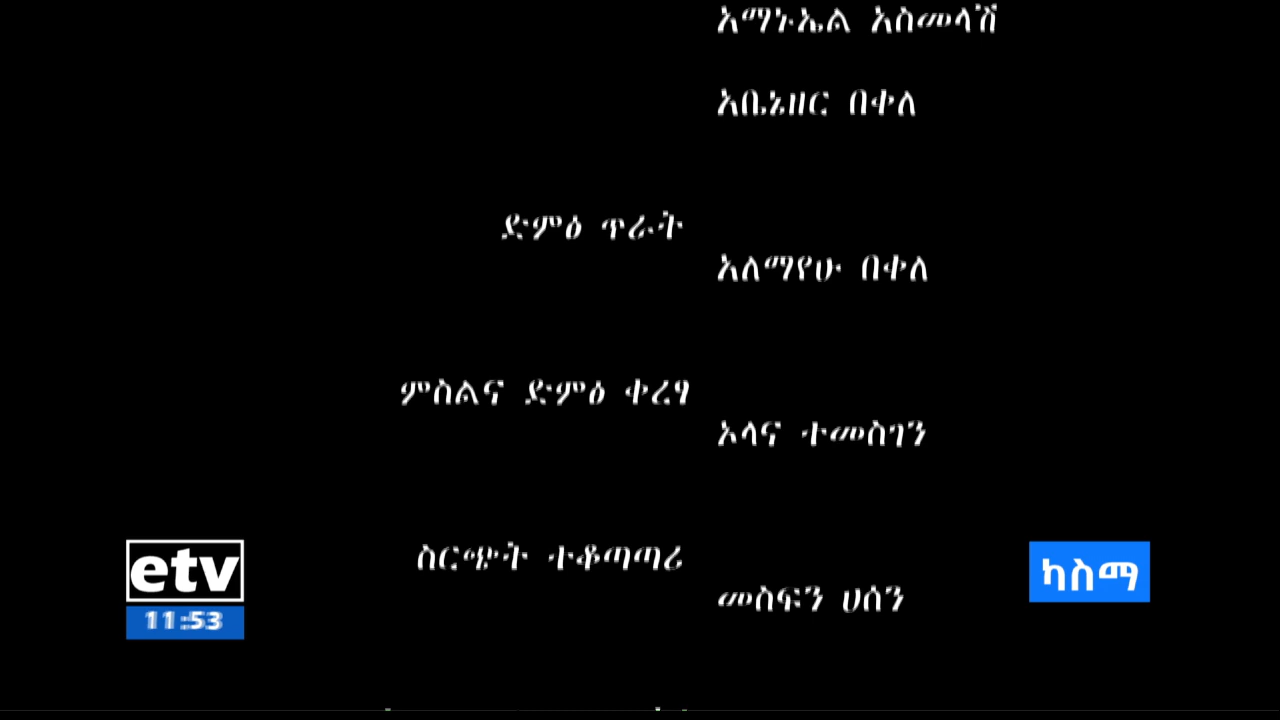 አማኑኤል አስመላሽ
አቤኔዘር በቀለ
ድምፅ ጥራት
አለማየሁ በቀለ
ምስልና ድምፅ ቀረፃ
ኦላና ተመስገን
ስርጭት ተቆጣጣሪ
መስፍን ሀሰን
etv
11:53
ካስማ